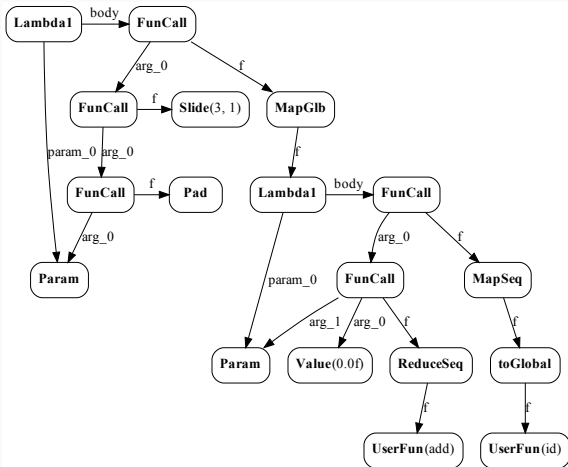 Lambda1 body FunCall
arg_0 f
FunCall f Slide(3, 1) MapGlb
param_0 arg_0 f
FunCall f Pad Lambda1 body FunCall
arg_0 arg_0 f
Param param_0 FunCall MapSeq
arg_1 arg_0 f f
Param Value(0.0f) ReduceSeq toGlobal
f f
UserFun(add) UserFun(id)